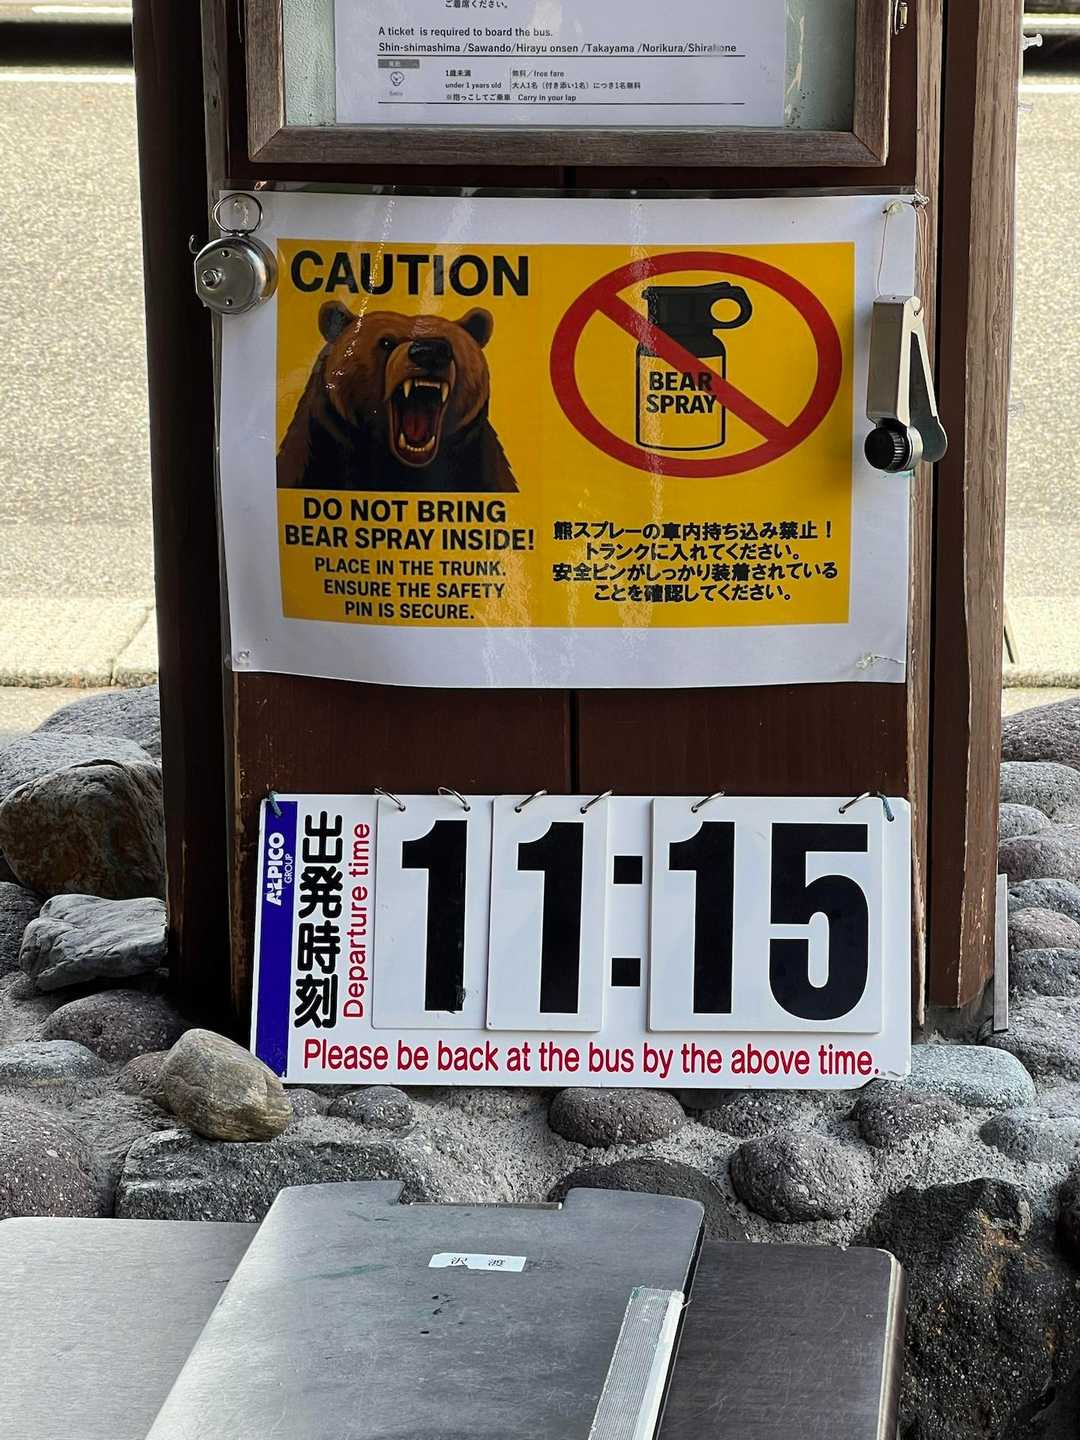 ご着席ください。
A ticket is required to board the bus.
Shin-shimashima /Sawando/Hirayu onsen /Takayama /Norikura/Shirahone
1歳未満
under 1 years old
無料/free fare
大人1名（付き添い1名）につき1名無料
※抱っこしてご乗車 Carry in your lap
CAUTION
BEAR
SPRAY
DO NOT BRING
BEAR SPRAY INSIDE!
PLACE IN THE TRUNK.
ENSURE THE SAFETY
PIN IS SECURE.
熊スプレーの車内持ち込み禁止！
トランクに入れてください。
安全ピンがしっかり装着されている
ことを確認してください。
ALPICO
GROUP
出発時刻
Departure time
11:15
Please be back at the bus by the above time.
沢 渡